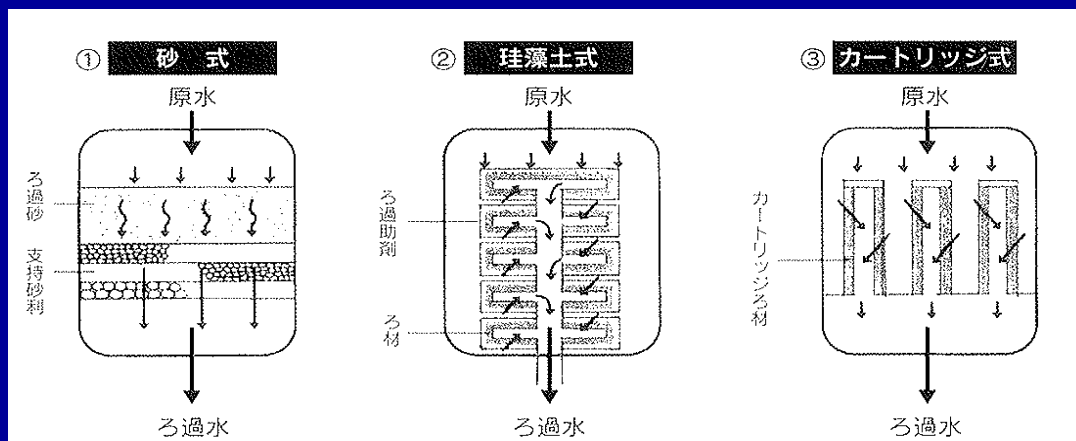 ① 砂 式
原水
ろ過砂
支持砂利
ろ過水
② 珪藻土式
原水
ろ過助剤
ろ材
ろ過水
③ カートリッジ式
原水
カートリッジろ材
ろ過水